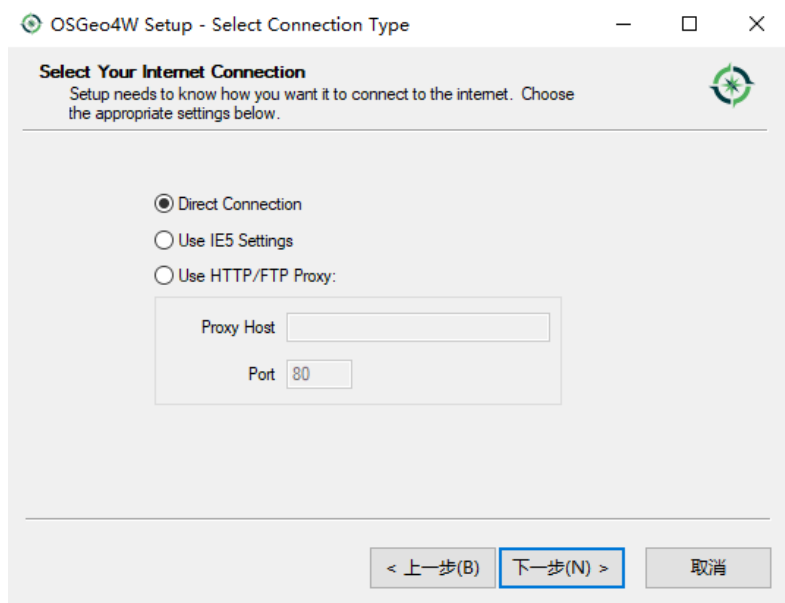 OSGeo4W Setup - Select Connection Type
Select Your Internet Connection
Setup needs to know how you want it to connect to the internet. Choose
the appropriate settings below.
Direct Connection
Use IE5 Settings
Use HTTP/FTP Proxy:
Proxy Host
Port 80
< 上一步(B) 下一步(N) > 取消